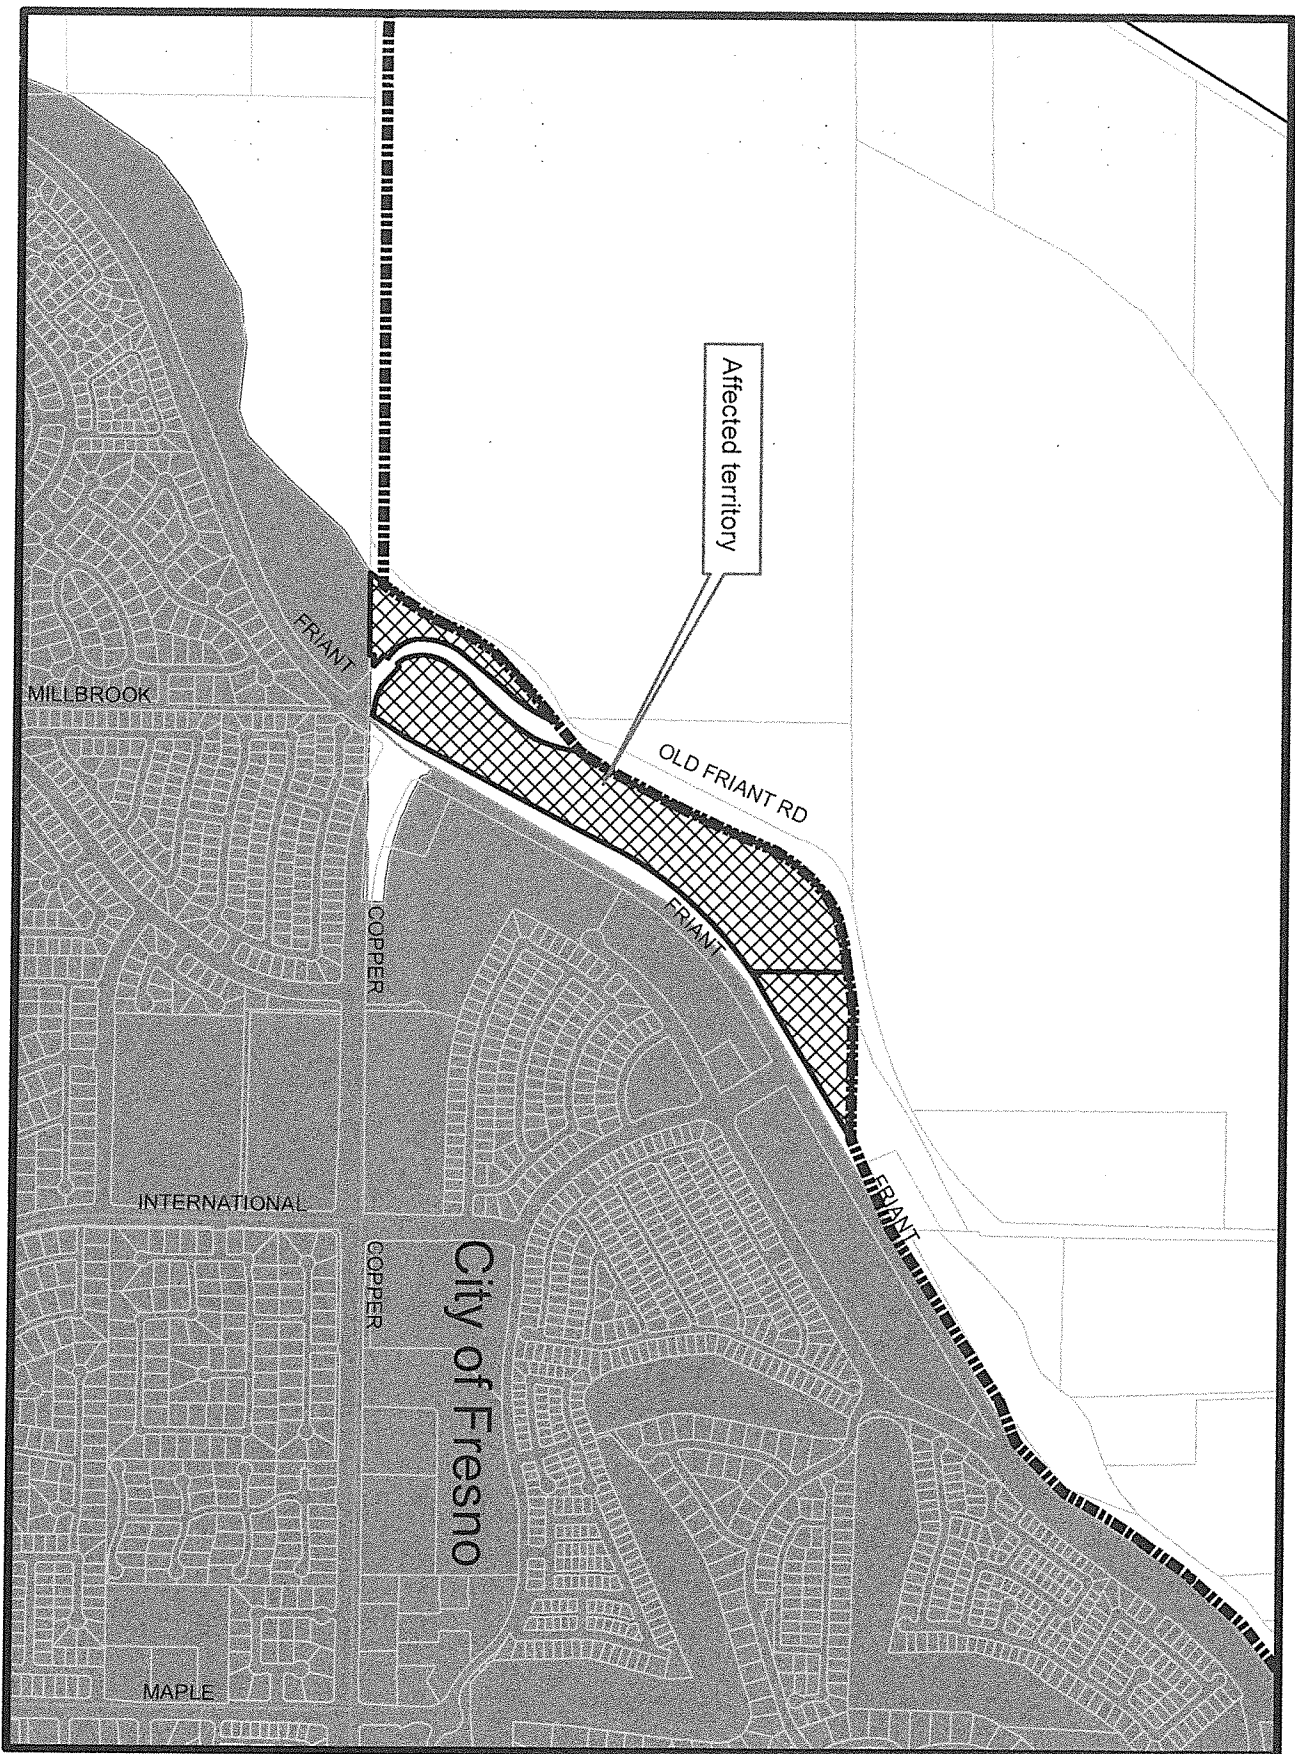 Affected territory
OLD FRIANT RD
FRIANT
MILLBROOK
FRIANT
COPPER
FRIANT
INTERNATIONAL
COPPER
City of Fresno
MAPLE